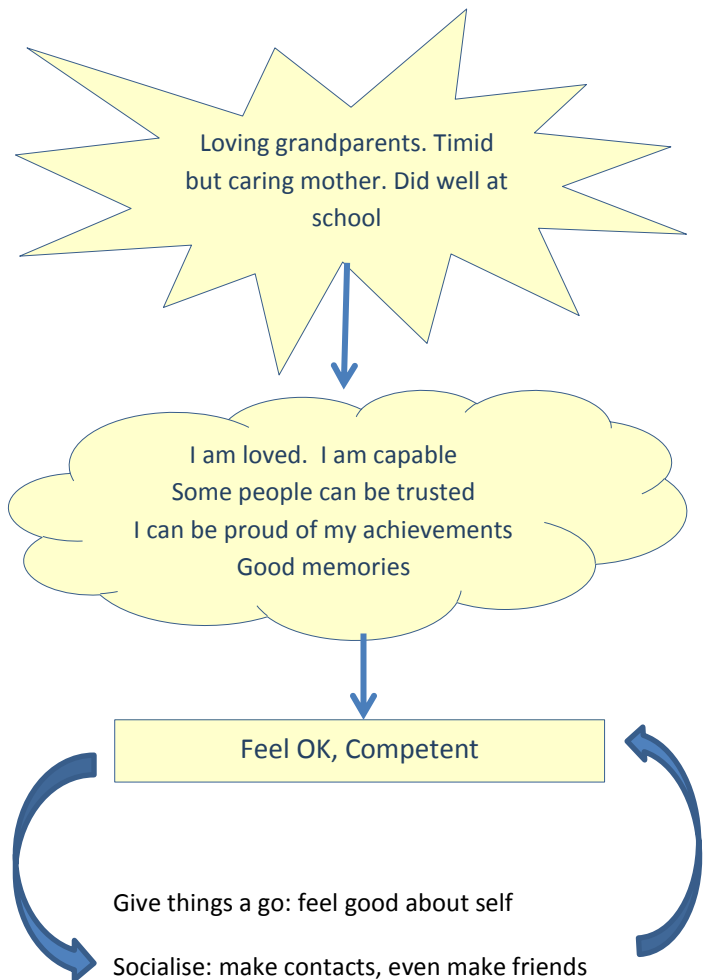 Loving grandparents. Timid
but caring mother. Did well at
school
I am loved.  I am capable
Some people can be trusted
I can be proud of my achievements
Good memories
Feel OK, Competent
Give things a go: feel good about self
Socialise: make contacts, even make friends